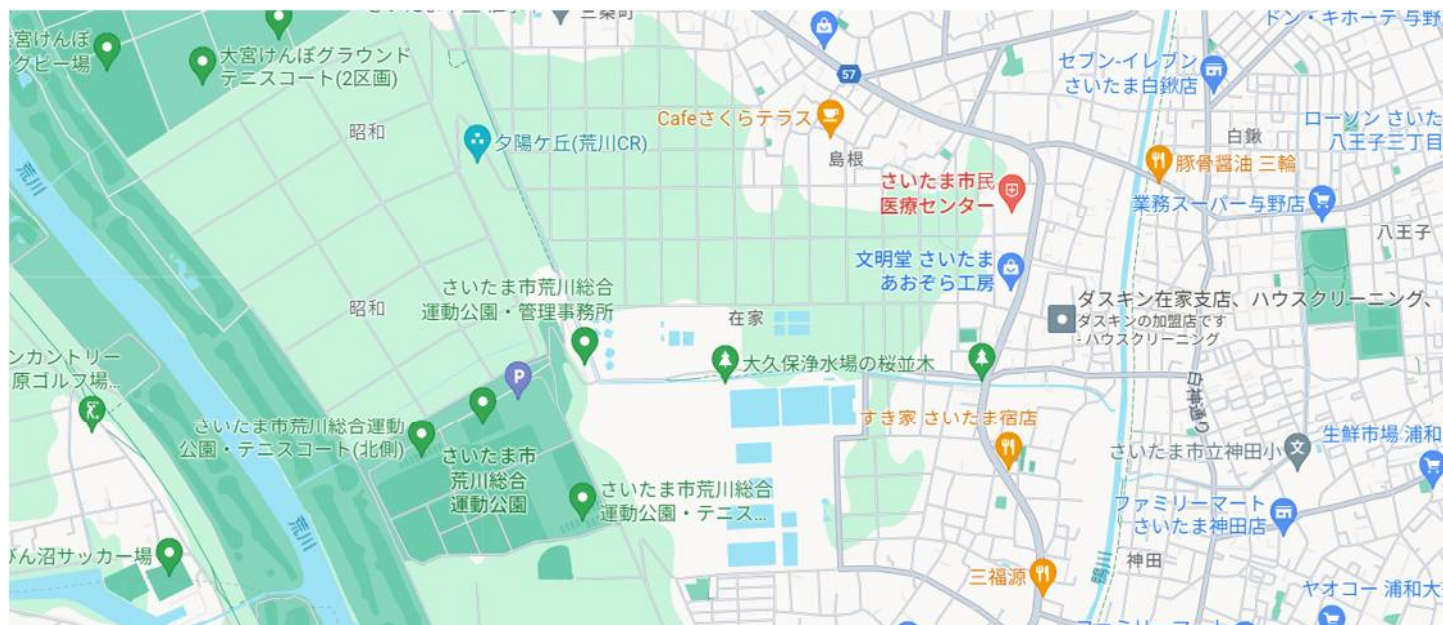 三条町
ドン・キホーテ 与野
大宮けんぽ
グビー場
大宮けんぽグラウンド
テニスコート(2区画)
57
セブン-イレブン
さいたま白鍬店
Cafeさくらテラス
昭和
夕陽ケ丘(荒川CR)
島根
白鍬
ローソン さいた
八王子三丁目
豚骨醤油 三輪
さいたま市民
医療センター
業務スーパー与野店
荒川
八王子
文明堂 さいたま
あおぞら工房
さいたま市荒川総合
運動公園・管理事務所
昭和
在家
ダスキン在家支店、ハウスクリーニング、
ダスキンの加盟店です
- ハウスクリーニング
ンカントリー
原ゴルフ場...
P
大久保浄水場の桜並木
白神通り
さいたま市荒川総合運動
公園・テニスコート(北側)
すき家 さいたま宿店
さいたま市
荒川総合
運動公園
さいたま市立神田小
文
生鮮市場 浦和
さいたま市荒川総合
運動公園・テニス...
ファミリーマート
さいたま神田店
荒川
びん沼サッカー場
三福源
鴨川
神田
ヤオコー 浦和大
ファミリーマート